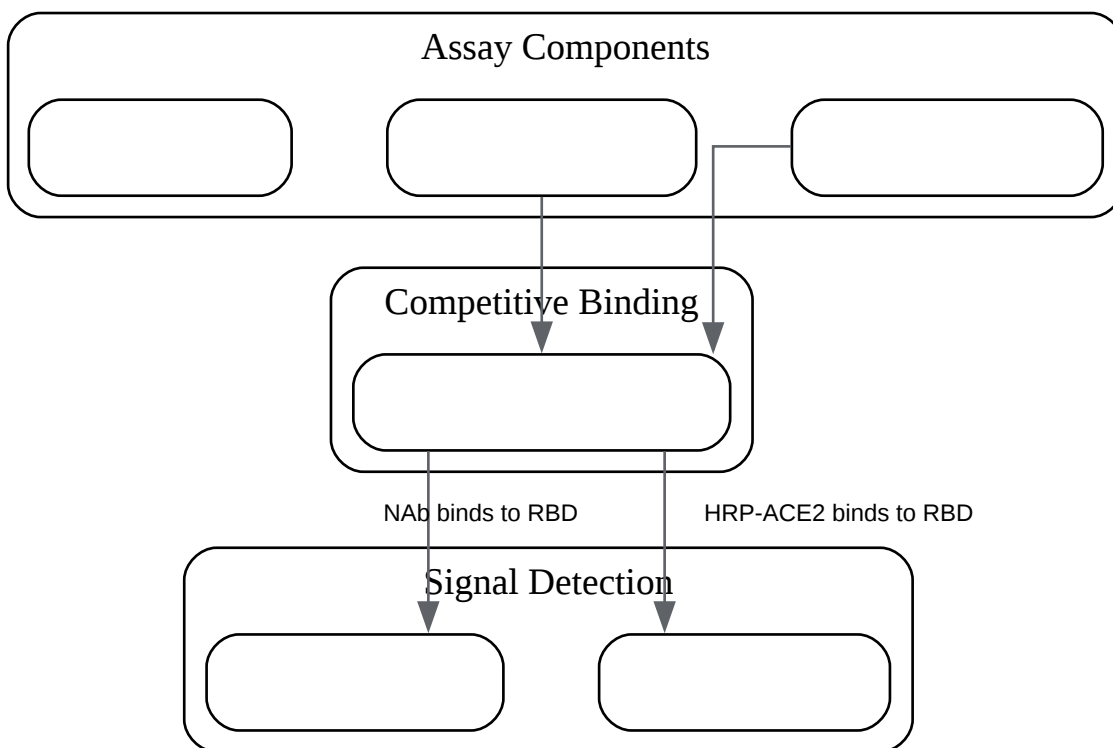 Assay Components
Competitive Binding
NAb binds to RBD
HRP-ACE2 binds to RBD
Signal Detection